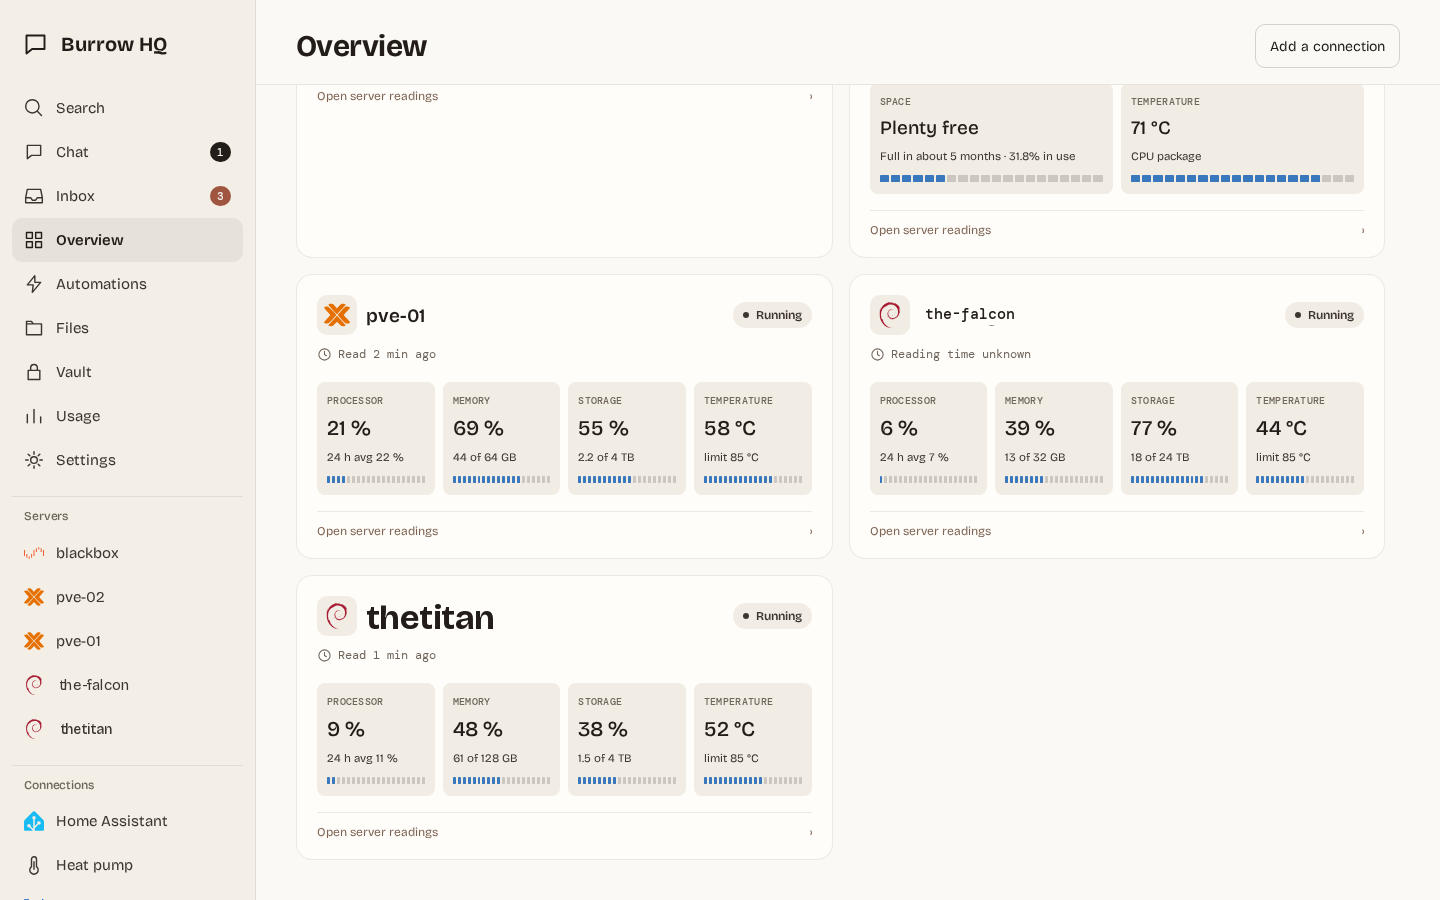 Burrow HQ
Search
Chat
1
Inbox
3
Overview
Automations
Files
Vault
Usage
Settings
Servers
blackbox
pve-02
pve-01
the-falcon
thetitan
Connections
Home Assistant
Heat pump
Overview
Add a connection
Open server readings
SPACE
Plenty free
Full in about 5 months · 31.8% in use
TEMPERATURE
71 °C
CPU package
Open server readings
pve-01
Running
Read 2 min ago
PROCESSOR
21 %
24 h avg 22 %
MEMORY
69 %
44 of 64 GB
STORAGE
55 %
2.2 of 4 TB
TEMPERATURE
58 °C
limit 85 °C
Open server readings
the-falcon
Running
Reading time unknown
PROCESSOR
6 %
24 h avg 7 %
MEMORY
39 %
13 of 32 GB
STORAGE
77 %
18 of 24 TB
TEMPERATURE
44 °C
limit 85 °C
Open server readings
thetitan
Running
Read 1 min ago
PROCESSOR
9 %
24 h avg 11 %
MEMORY
48 %
61 of 128 GB
STORAGE
38 %
1.5 of 4 TB
TEMPERATURE
52 °C
limit 85 °C
Open server readings